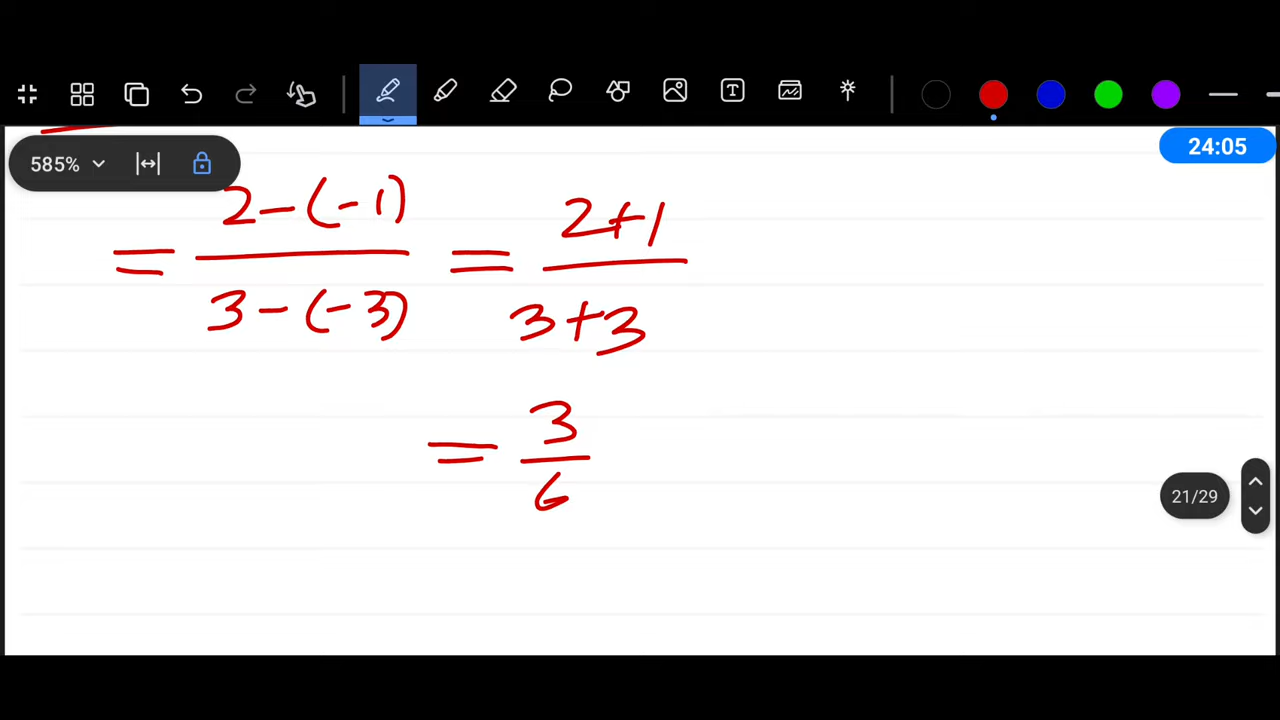 24:05
585%
= 2-(-1) / 3-(-3) = 2+1 / 3+3
= 3/6
21/29